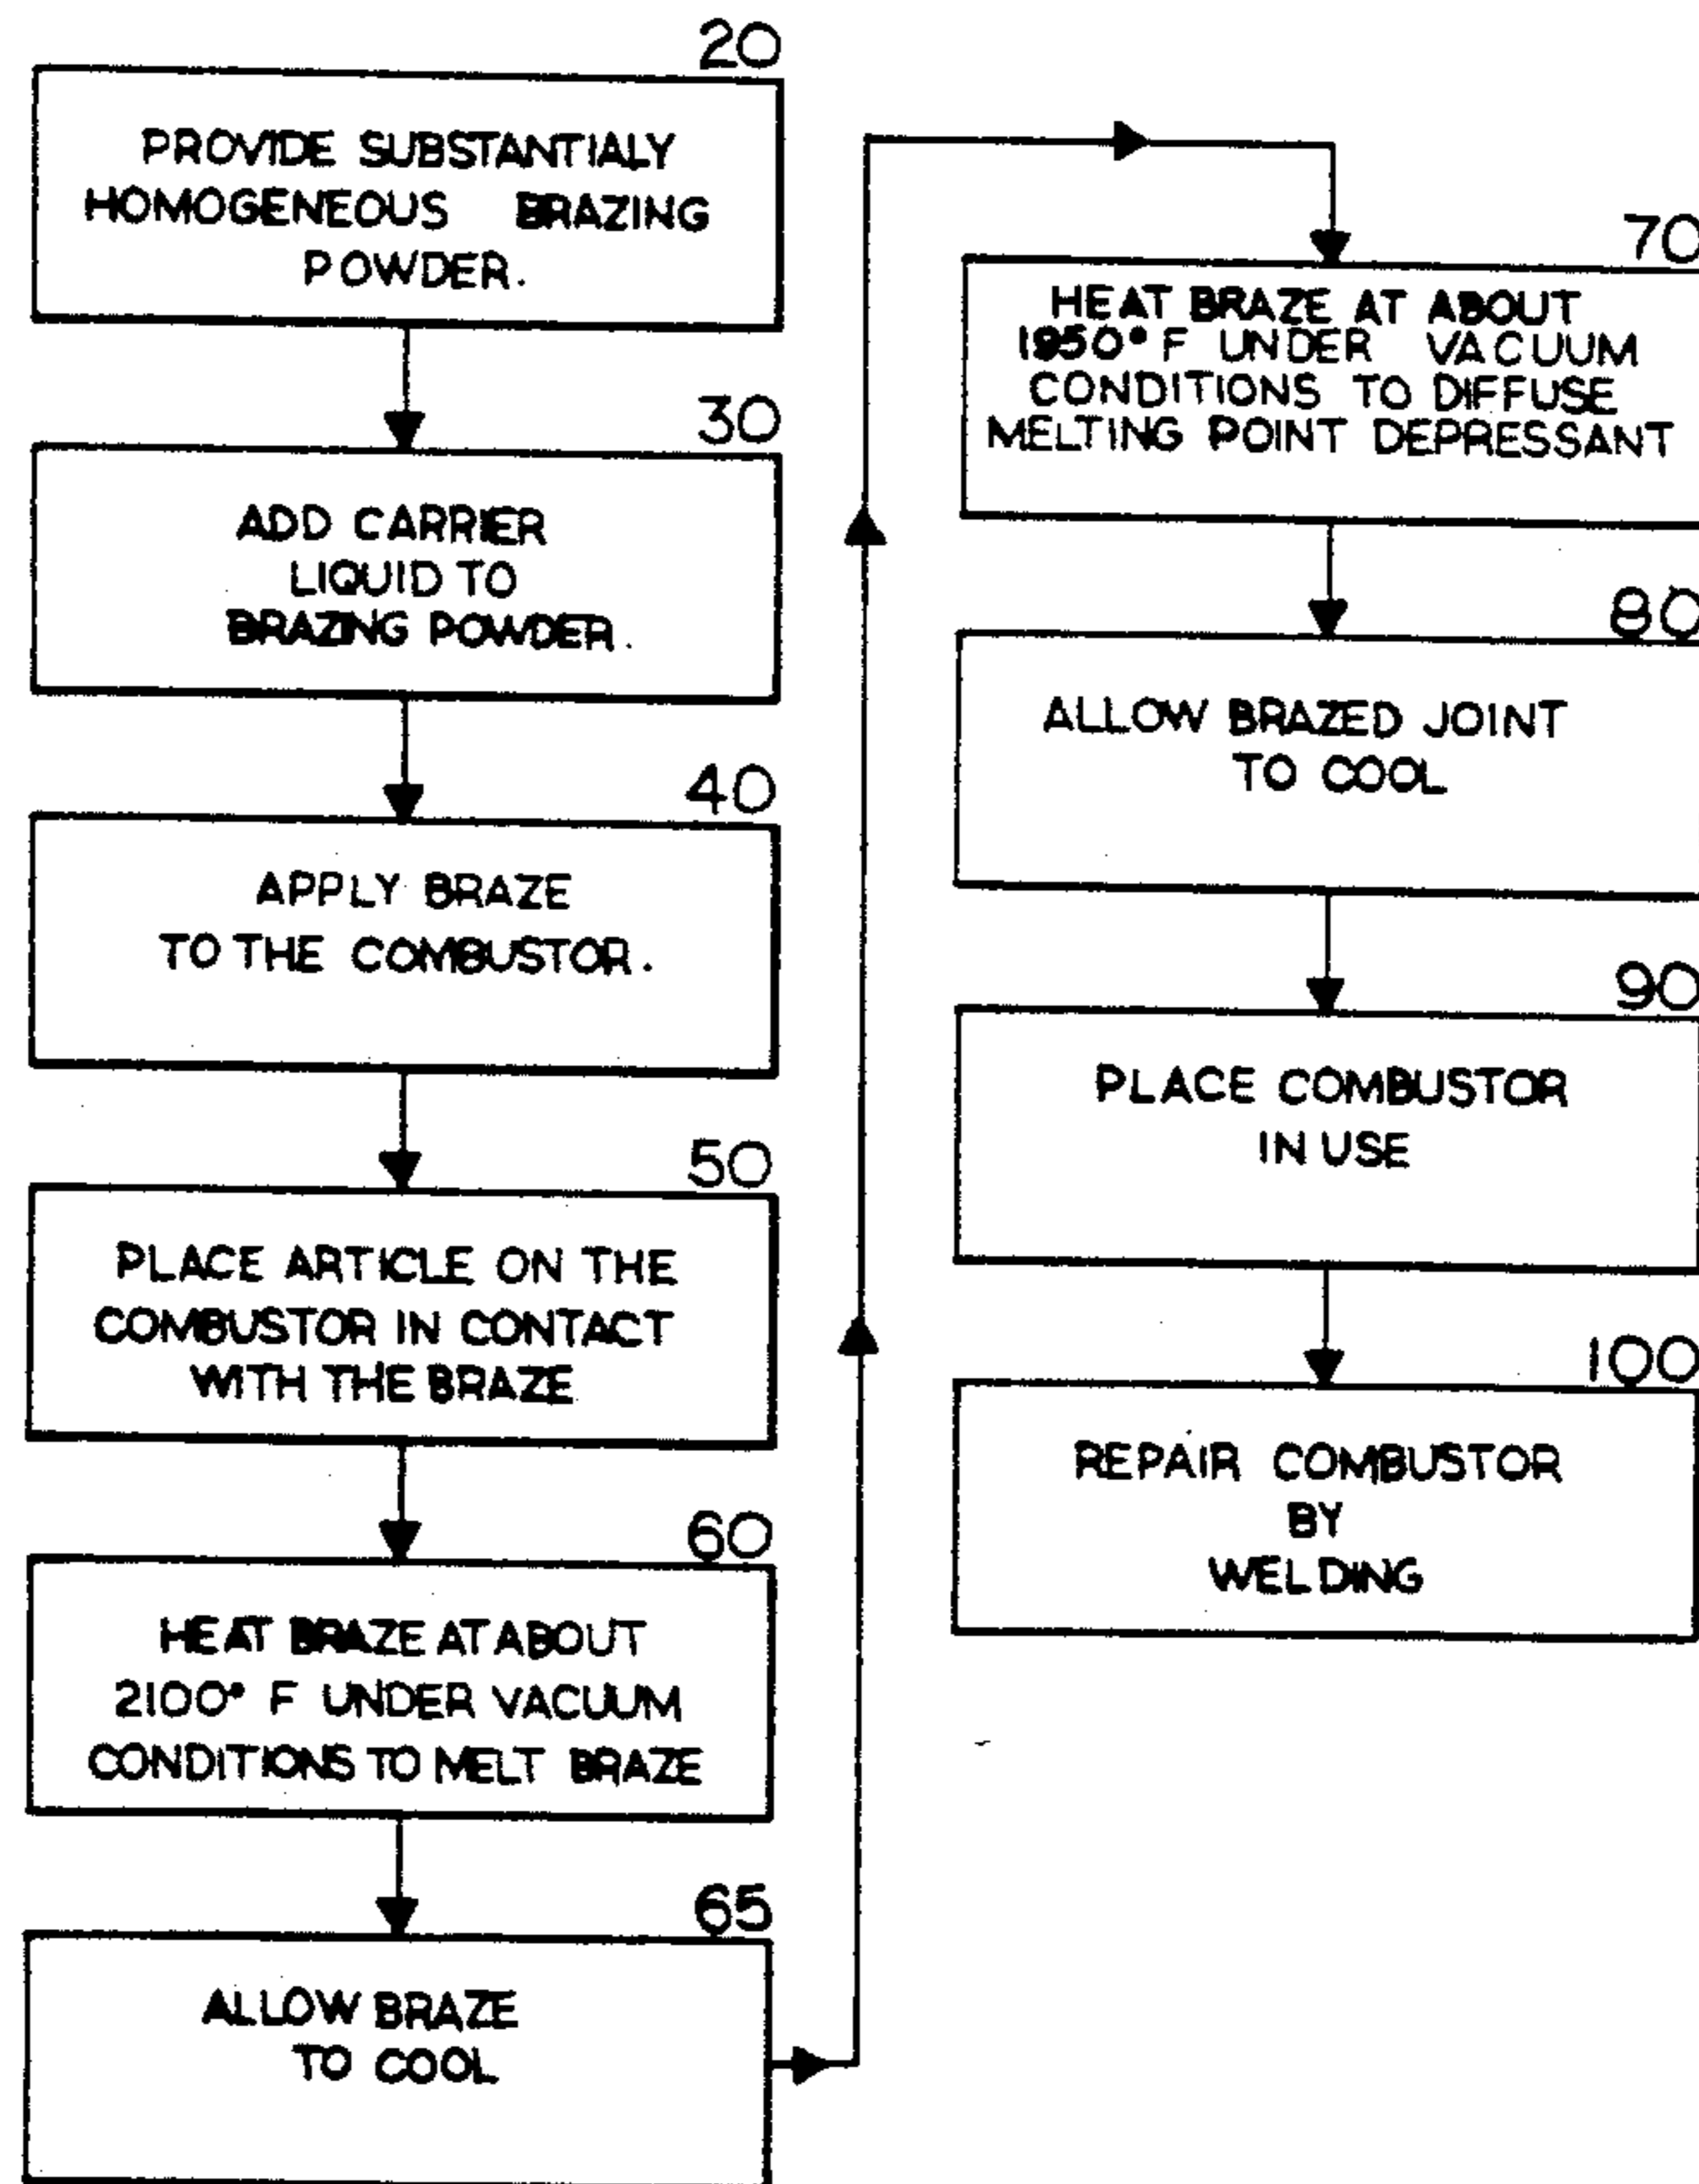 20
PROVIDE SUBSTANTIALY
HOMOGENEOUS BRAZING
POWDER.
30
ADD CARRIER
LIQUID TO
BRAZING POWDER.
40
APPLY BRAZE
TO THE COMBUSTOR.
50
PLACE ARTICLE ON THE
COMBUSTOR IN CONTACT
WITH THE BRAZE
60
HEAT BRAZE AT ABOUT
2100° F UNDER VACUUM
CONDITIONS TO MELT BRAZE
65
ALLOW BRAZE
TO COOL
70
HEAT BRAZE AT ABOUT
1950° F UNDER VACUUM
CONDITIONS TO DIFFUSE
MELTING POINT DEPRESSANT
80
ALLOW BRAZED JOINT
TO COOL
90
PLACE COMBUSTOR
IN USE
100
REPAIR COMBUSTOR
BY
WELDING